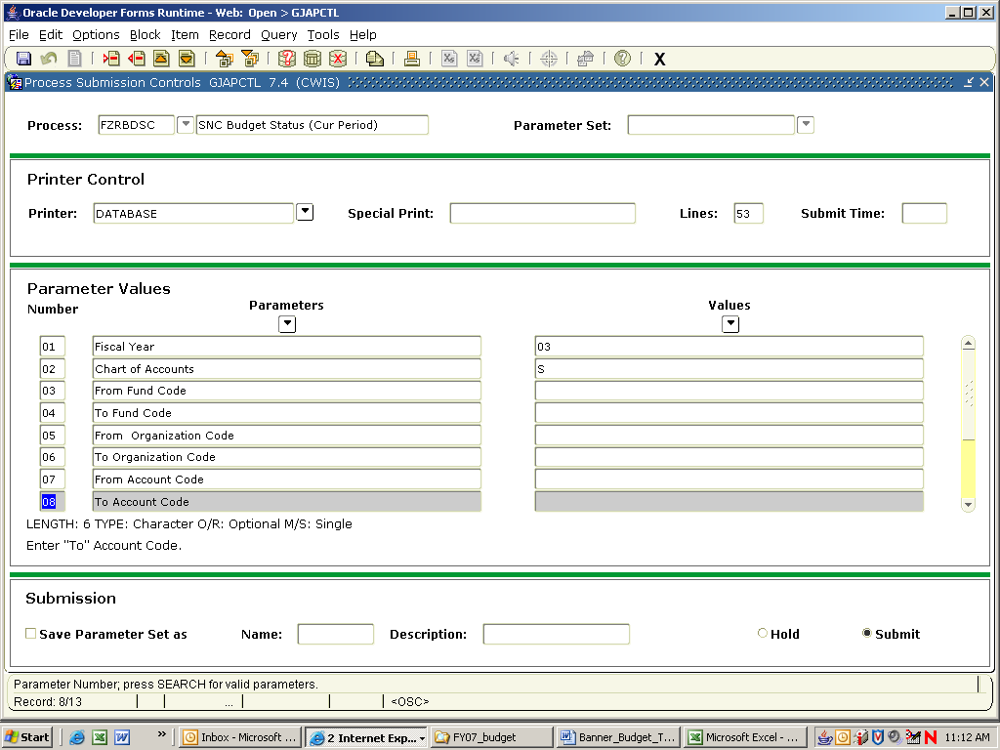 Oracle Developer Forms Runtime - Web: Open > GJAPCTL
File Edit Options Block Item Record Query Tools Help
X
Process Submission Controls GJAPCTL 7.4 (CWIS)
Process: FZRBDSC SNC Budget Status (Cur Period) Parameter Set:
Printer Control
Printer: DATABASE Special Print: Lines: 53 Submit Time:
Parameter Values
Number Parameters Values
01 Fiscal Year 03
02 Chart of Accounts S
03 From Fund Code
04 To Fund Code
05 From  Organization Code
06 To Organization Code
07 From Account Code
08 To Account Code
LENGTH: 6 TYPE: Character O/R: Optional M/S: Single
Enter "To" Account Code.
Submission
Save Parameter Set as Name: Description: Hold Submit
Parameter Number; press SEARCH for valid parameters.
Record: 8/13 ... <OSC>
Start » Inbox - Microsoft ... 2 Internet Exp... FY07_budget Banner_Budget_T... Microsoft Excel - ... 11:12 AM